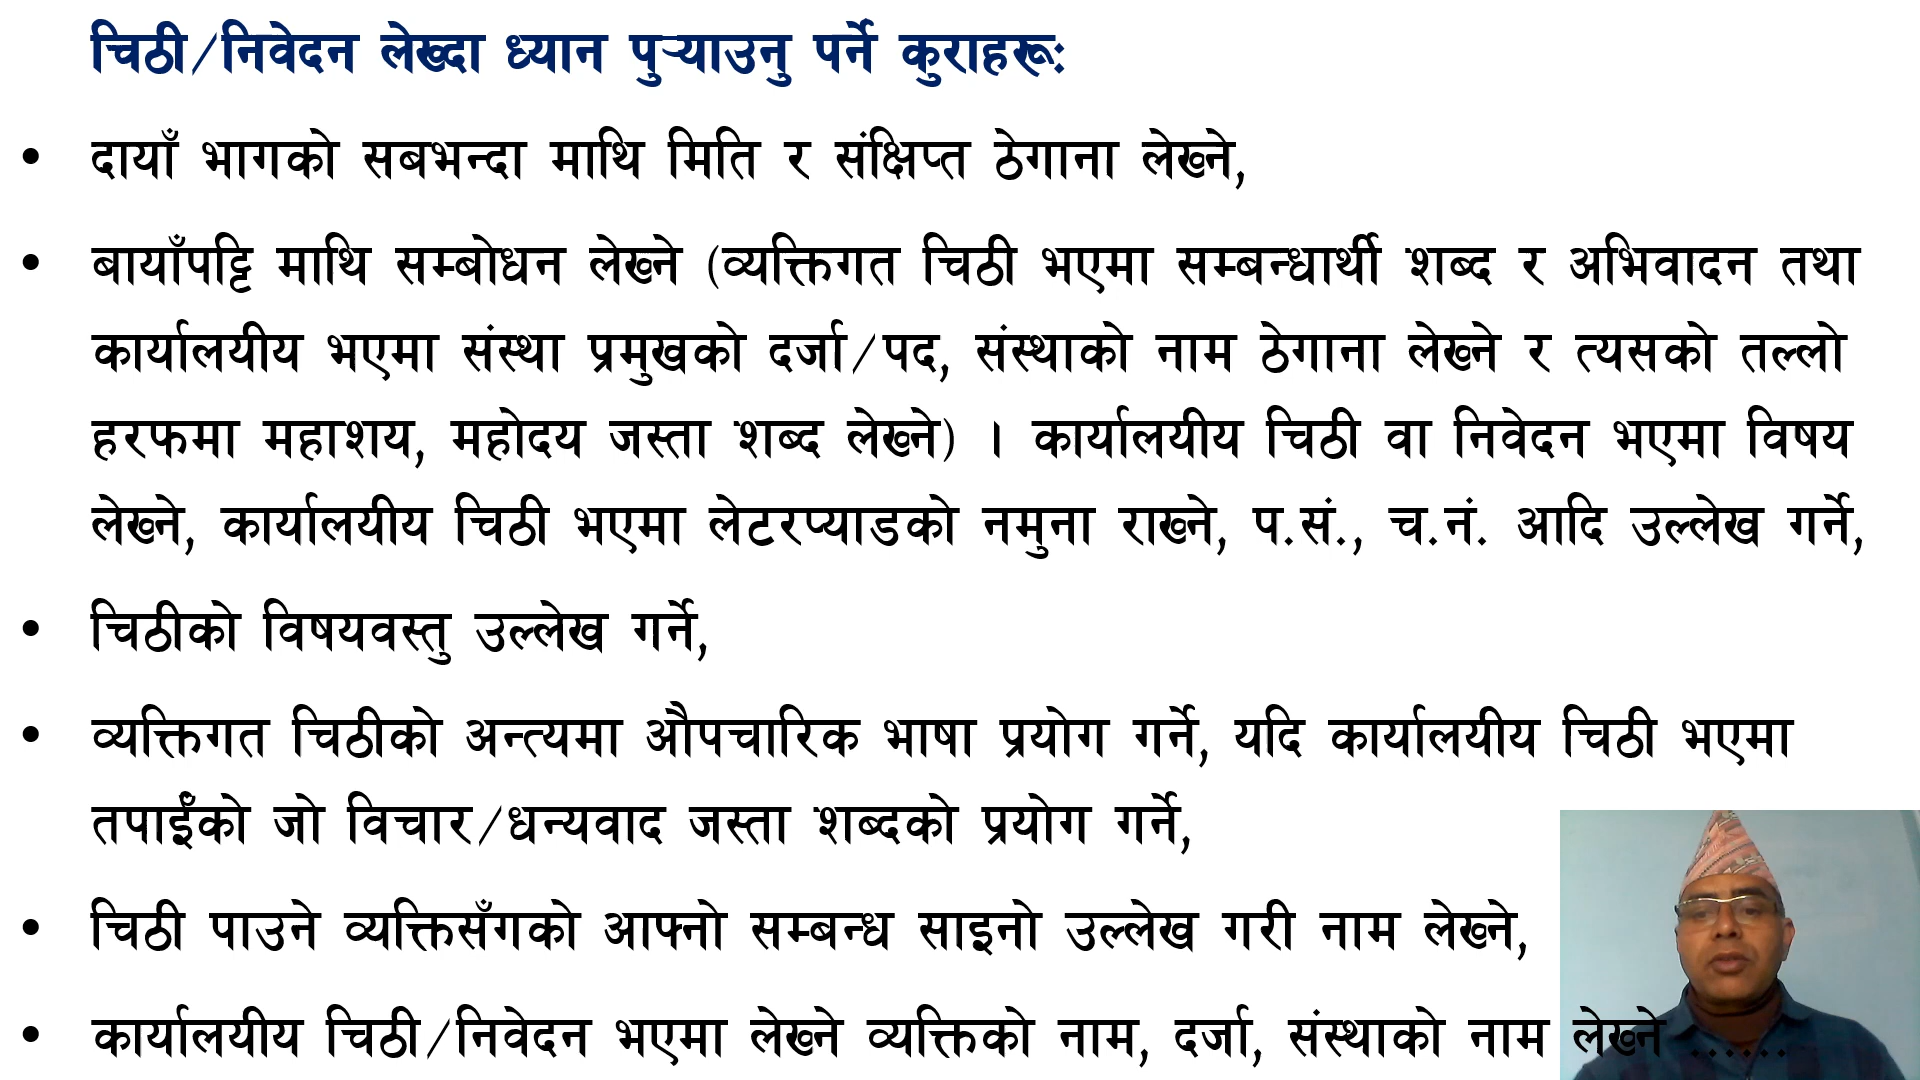 चिठी/निवेदन लेख्दा ध्यान पुर्‍याउनु पर्ने कुराहरूः
• दायाँ भागको सबभन्दा माथि मिति र संक्षिप्त ठेगाना लेख्ने,
• बायाँपट्टि माथि सम्बोधन लेख्ने (व्यक्तिगत चिठी भएमा सम्बन्धार्थी शब्द र अभिवादन तथा
कार्यालयीय भएमा संस्था प्रमुखको दर्जा/पद, संस्थाको नाम ठेगाना लेख्ने र त्यसको तल्लो
हरफमा महाशय, महोदय जस्ता शब्द लेख्ने) । कार्यालयीय चिठी वा निवेदन भएमा विषय
लेख्ने, कार्यालयीय चिठी भएमा लेटरप्याडको नमुना राख्ने, प.सं., च.नं. आदि उल्लेख गर्ने,
• चिठीको विषयवस्तु उल्लेख गर्ने,
• व्यक्तिगत चिठीको अन्त्यमा औपचारिक भाषा प्रयोग गर्ने, यदि कार्यालयीय चिठी भएमा
तपाईँको जो विचार/धन्यवाद जस्ता शब्दको प्रयोग गर्ने,
• चिठी पाउने व्यक्तिसँगको आफ्नो सम्बन्ध साइनो उल्लेख गरी नाम लेख्ने,
• कार्यालयीय चिठी/निवेदन भएमा लेख्ने व्यक्तिको नाम, दर्जा, संस्थाको नाम लेख्ने ......